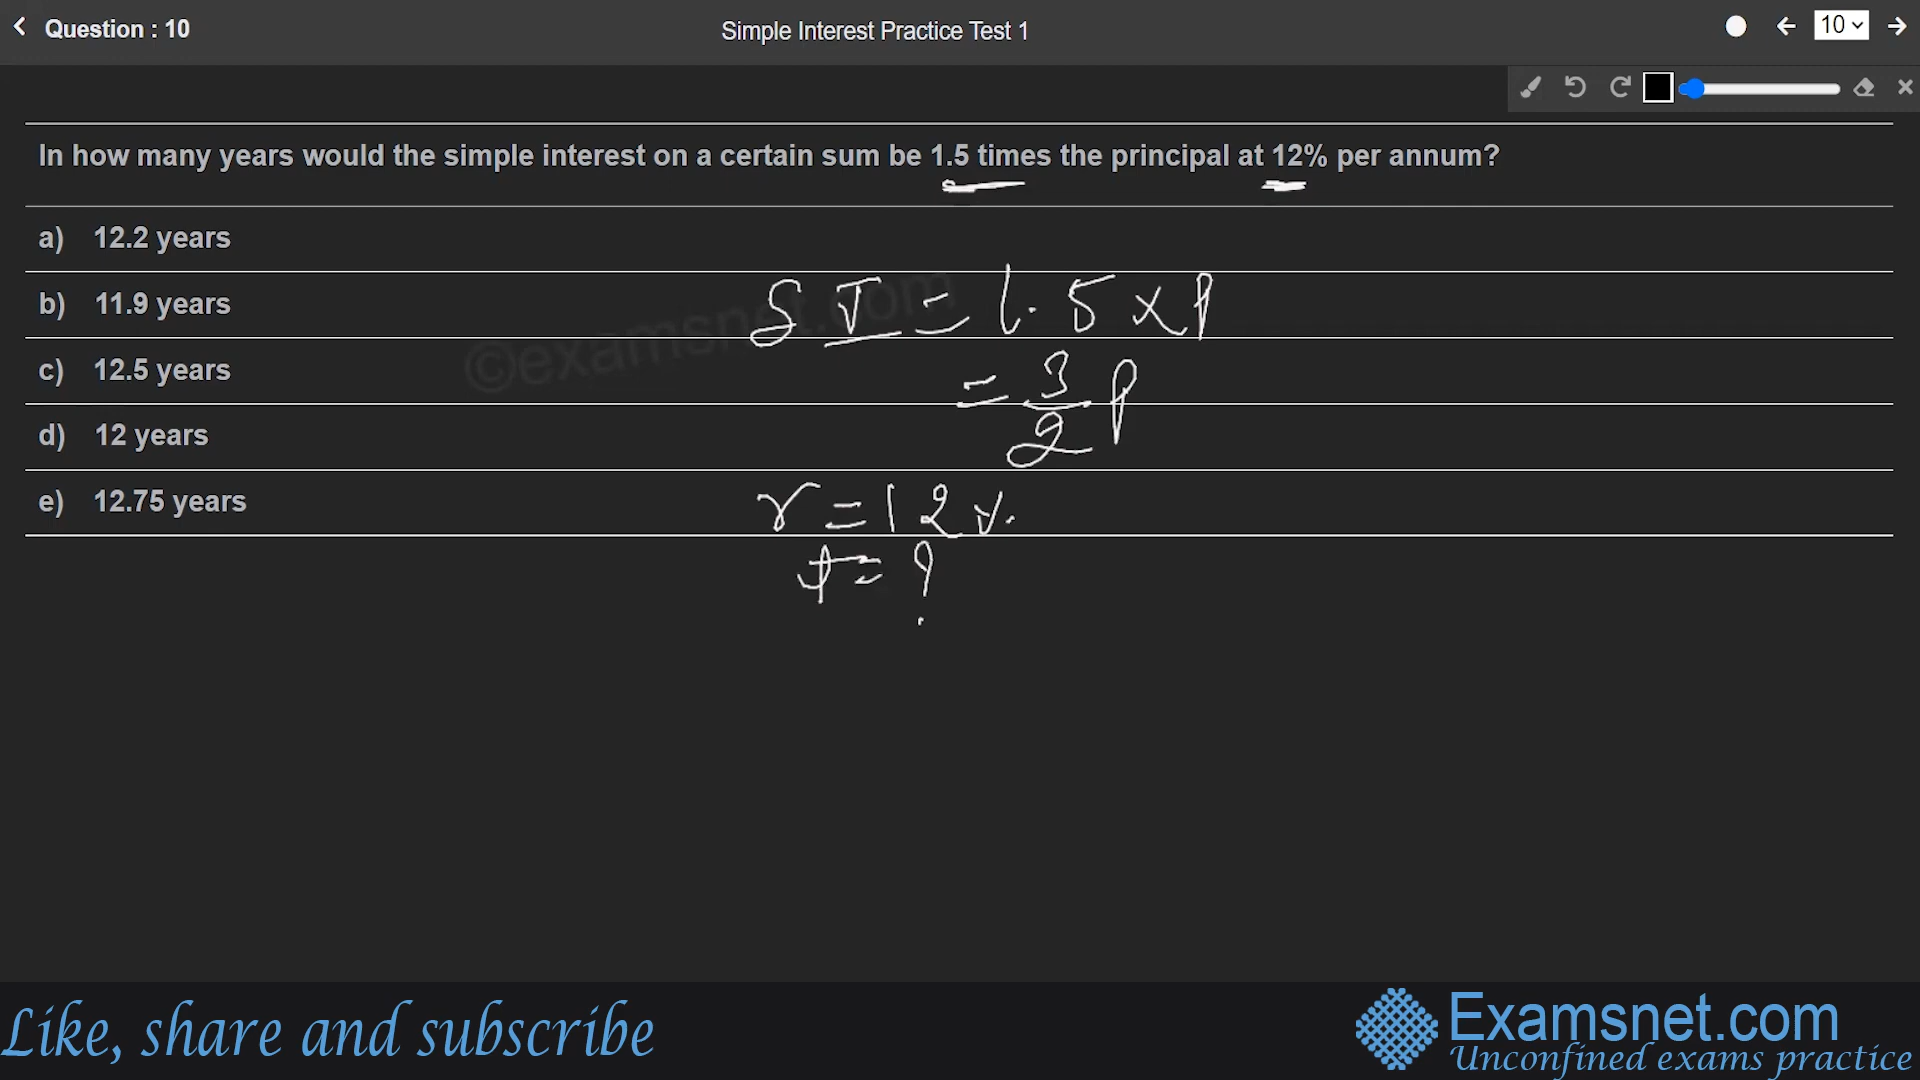 Question : 10
Simple Interest Practice Test 1
10
In how many years would the simple interest on a certain sum be 1.5 times the principal at 12% per annum?
a) 12.2 years
b) 11.9 years
c) 12.5 years
d) 12 years
e) 12.75 years
©examsnet.com
SI = 1.5 x P
= 3/2 P
r = 12%
t = ?
Like, share and subscribe
Examsnet.com
Unconfined exams practice